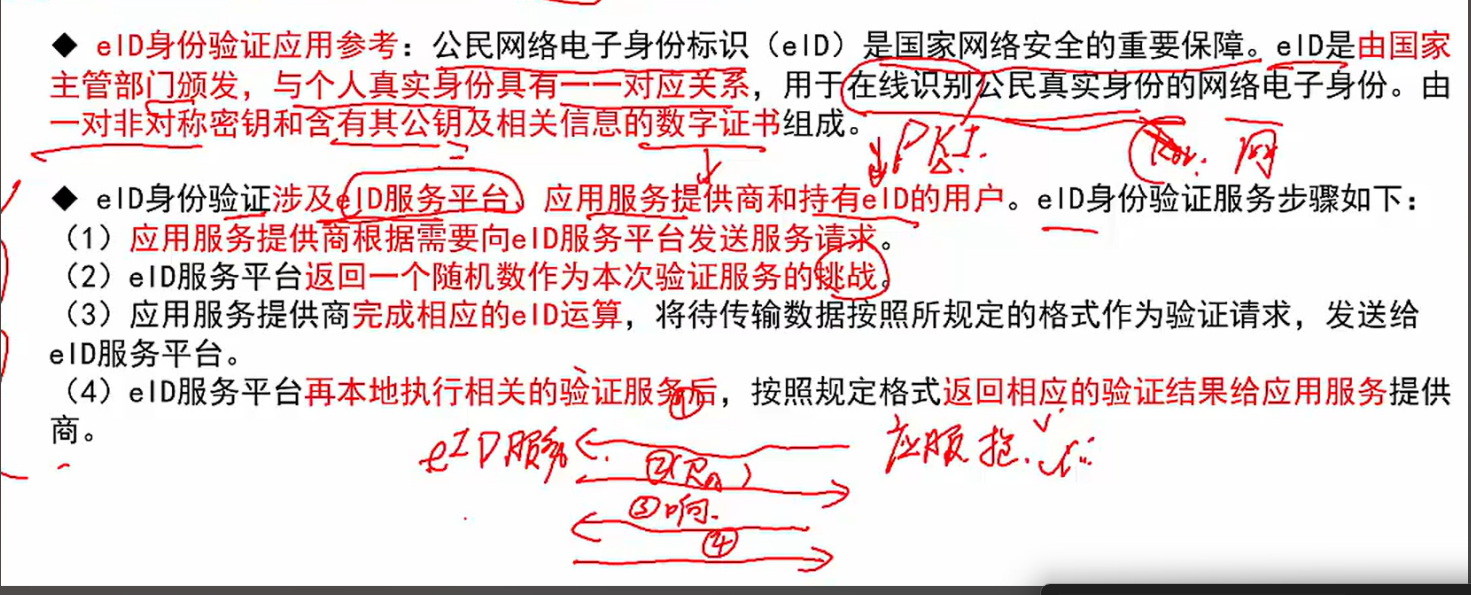 ◆ eID身份验证应用参考：公民网络电子身份标识（eID）是国家网络安全的重要保障。eID是由国家
主管部门颁发，与个人真实身份具有一一对应关系，用于在线识别公民真实身份的网络电子身份。由
一对非对称密钥和含有其公钥及相关信息的数字证书组成。
PKI.
网
◆ eID身份验证涉及eID服务平台、应用服务提供商和持有eID的用户。eID身份验证服务步骤如下：
（1）应用服务提供商根据需要向eID服务平台发送服务请求。
（2）eID服务平台返回一个随机数作为本次验证服务的挑战。
（3）应用服务提供商完成相应的eID运算，将待传输数据按照所规定的格式作为验证请求，发送给
eID服务平台。
（4）eID服务平台再本地执行相关的验证服务后，按照规定格式返回相应的验证结果给应用服务提供
商。
①
eID服务
应服提.
②
③响.
④